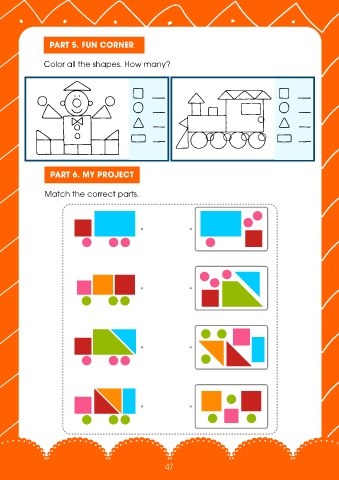 PART 5. FUN CORNER
Color all the shapes. How many?
PART 6. MY PROJECT
Match the correct parts.
47